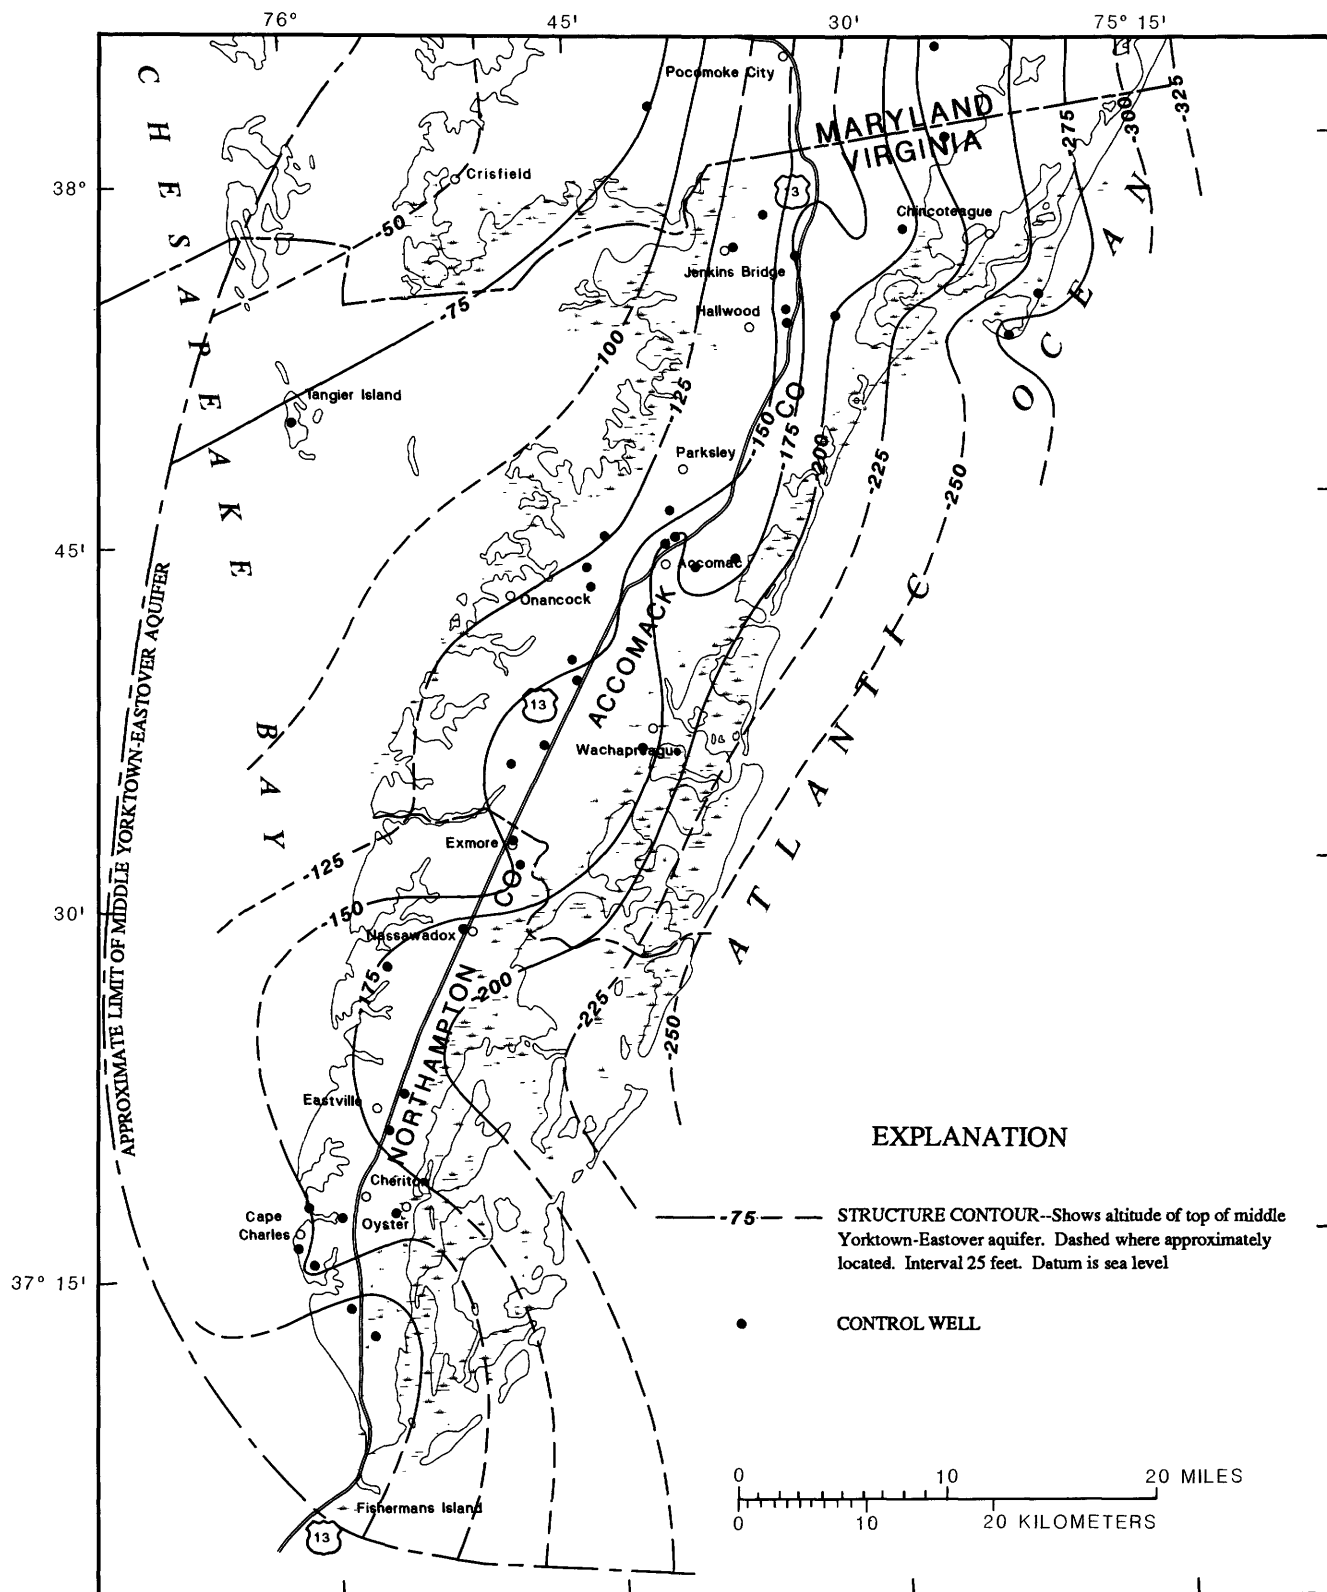 76°
45'
30'
75° 15'
CHESAPEAKE
BAY
Pocomoke City
MARYLAND
VIRGINIA
-275
-300
-325
38°
Crisfield
-50
13
Chincoteague
Jenkins Bridge
-75
Hallwood
-100
ATLANTIC
OCEAN
Tangier Island
-125
CO
-150
-175
-200
-225
-250
Parksley
45'
Accomac
Onancock
ACCOMACK
13
Wachapreague
APPROXIMATE LIMIT OF MIDDLE YORKTOWN-EASTOVER AQUIFER
Exmore
-125
CO
30'
-150
Nassawadox
175
-200
-225
-250
NORTHAMPTON
Eastville
Cheriton
Cape
Charles
Oyster
37° 15'
Fishermans Island
13
EXPLANATION
-75
STRUCTURE CONTOUR--Shows altitude of top of middle
Yorktown-Eastover aquifer. Dashed where approximately
located. Interval 25 feet. Datum is sea level
CONTROL WELL
0 10 20 MILES
0 10 20 KILOMETERS